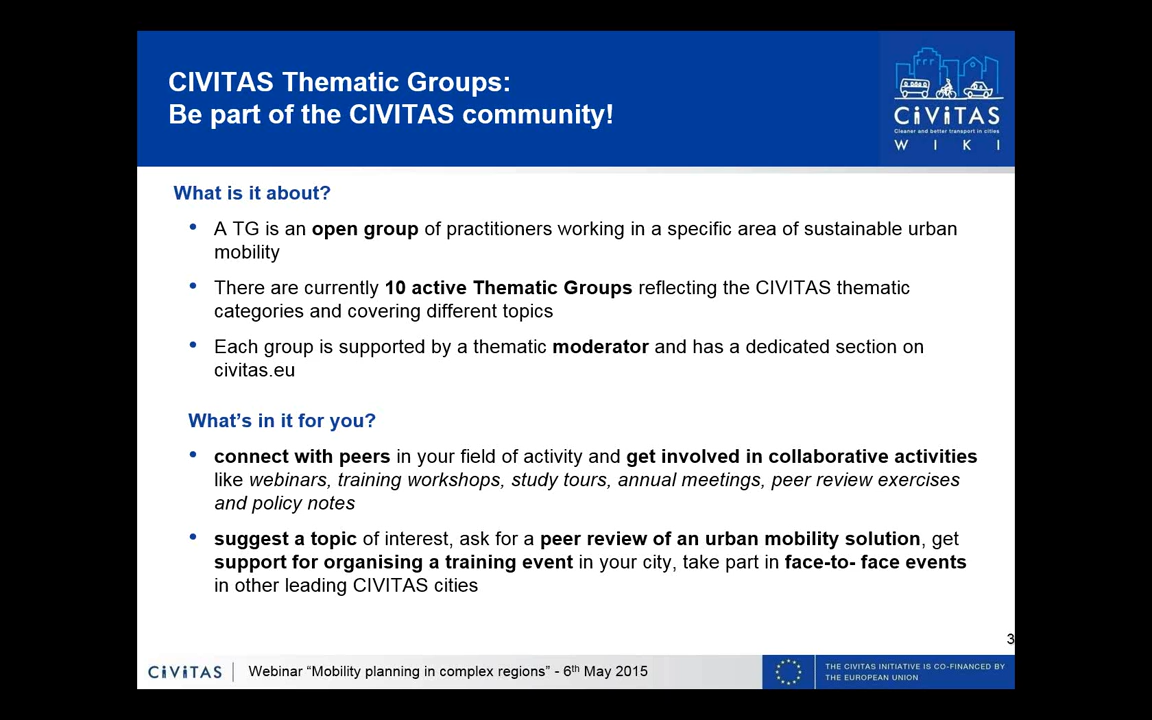 CIVITAS Thematic Groups:
Be part of the CIVITAS community!
CiViTAS
Cleaner and better transport in cities
W I K I
What is it about?
• A TG is an open group of practitioners working in a specific area of sustainable urban
mobility
• There are currently 10 active Thematic Groups reflecting the CIVITAS thematic
categories and covering different topics
• Each group is supported by a thematic moderator and has a dedicated section on
civitas.eu
What’s in it for you?
• connect with peers in your field of activity and get involved in collaborative activities
like webinars, training workshops, study tours, annual meetings, peer review exercises
and policy notes
• suggest a topic of interest, ask for a peer review of an urban mobility solution, get
support for organising a training event in your city, take part in face-to- face events
in other leading CIVITAS cities
3
CiViTAS Webinar “Mobility planning in complex regions” - 6th May 2015
THE CIVITAS INITIATIVE IS CO-FINANCED BY
THE EUROPEAN UNION